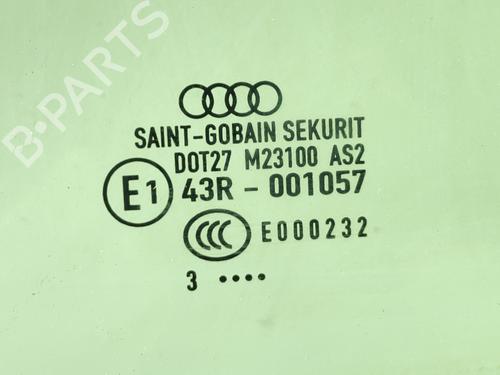 B-PARTS
SAINT-GOBAIN SEKURIT
DOT27 M23100 AS2
E1 43R - 001057
CCC E000232
3 ••••